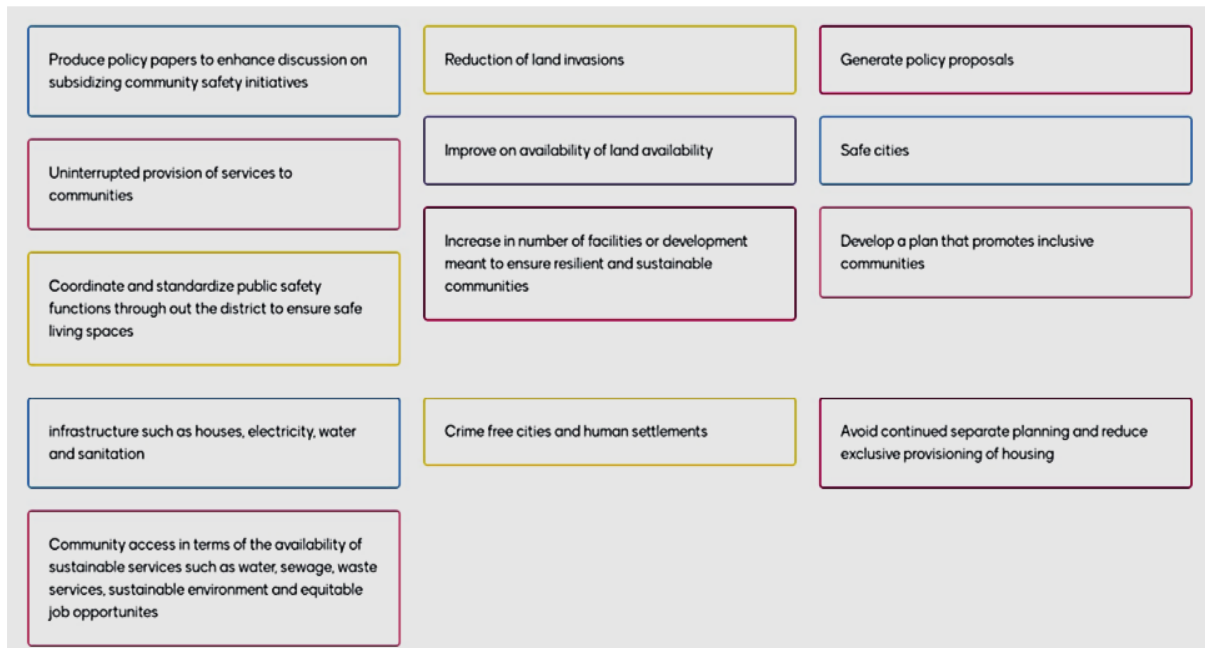 Produce policy papers to enhance discussion on
subsidizing community safety initiatives
Uninterrupted provision of services to
communities
Coordinate and standardize public safety
functions through out the district to ensure safe
living spaces
Reduction of land invasions
Improve on availability of land availability
Increase in number of facilities or development
meant to ensure resilient and sustainable
communities
Generate policy proposals
Safe cities
Develop a plan that promotes inclusive
communities
infrastructure such as houses, electricity, water
and sanitation
Community access in terms of the availability of
sustainable services such as water, sewage, waste
services, sustainable environment and equitable
job opportunites
Crime free cities and human settlements
Avoid continued separate planning and reduce
exclusive provisioning of housing